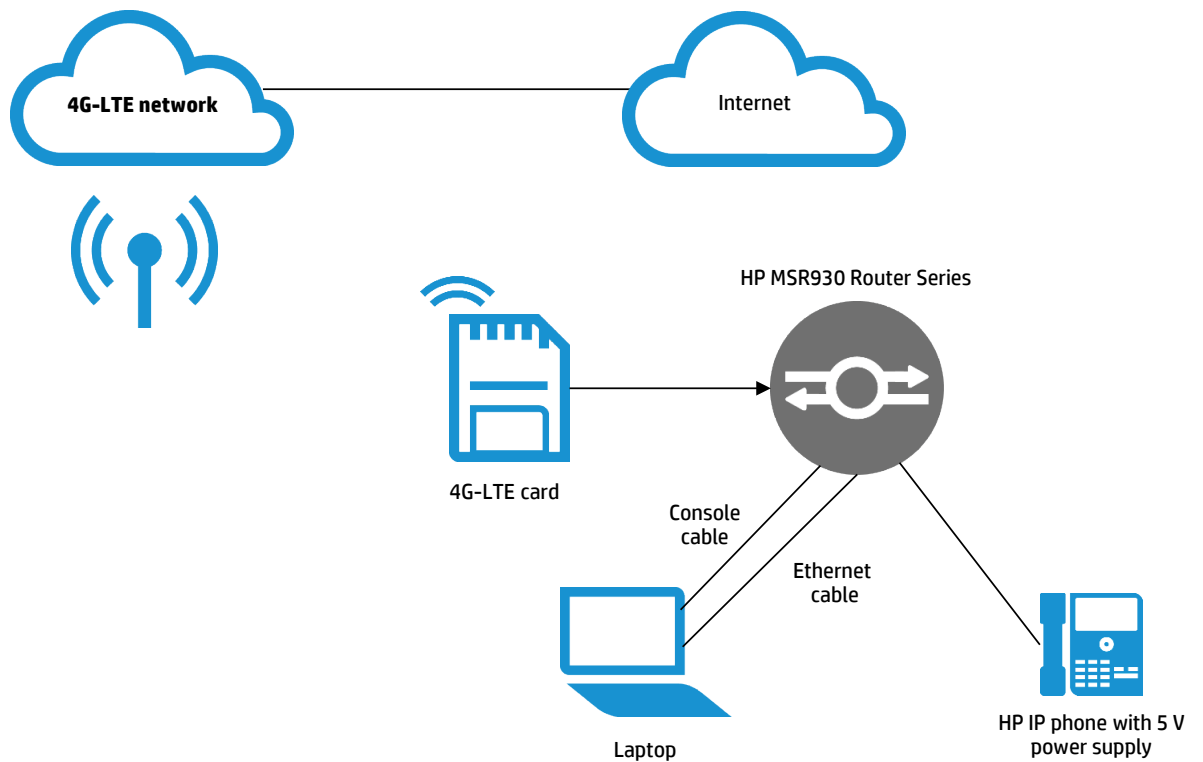 4G-LTE network
Internet
HP MSR930 Router Series
4G-LTE card
Console
cable
Ethernet
cable
Laptop
HP IP phone with 5 V
power supply